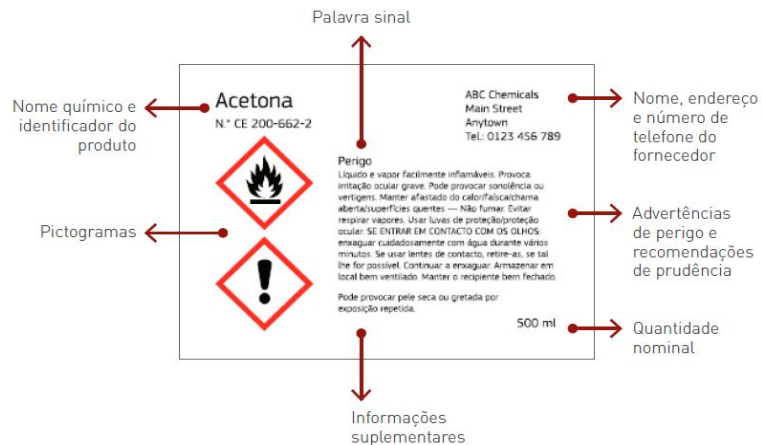 Palavra sinal
Nome químico e
identificador do
produto
Acetona
N.° CE 200-662-2
ABC Chemicals
Main Street
Anytown
Tel.: 0123 456 789
Nome, endereço
e número de
telefone do
fornecedor
Pictogramas
Perigo
Líquido e vapor facilmente inflamáveis. Provoca
irritação ocular grave. Pode provocar sonolência ou
vertigens. Manter afastado do calor/faísca/chama
aberta/superfícies quentes — Não fumar. Evitar
respirar vapores. Usar luvas de proteção/proteção
ocular. SE ENTRAR EM CONTACTO COM OS OLHOS:
enxaguar cuidadosamente com água durante vários
minutos. Se usar lentes de contacto, retire-as, se tal
lhe for possível. Continuar a enxaguar. Armazenar em
local bem ventilado. Manter o recipiente bem fechado.
Pode provocar pele seca ou gretada por
exposição repetida.
500 ml
Advertências
de perigo e
recomendações
de prudência
Quantidade
nominal
Informações
suplementares